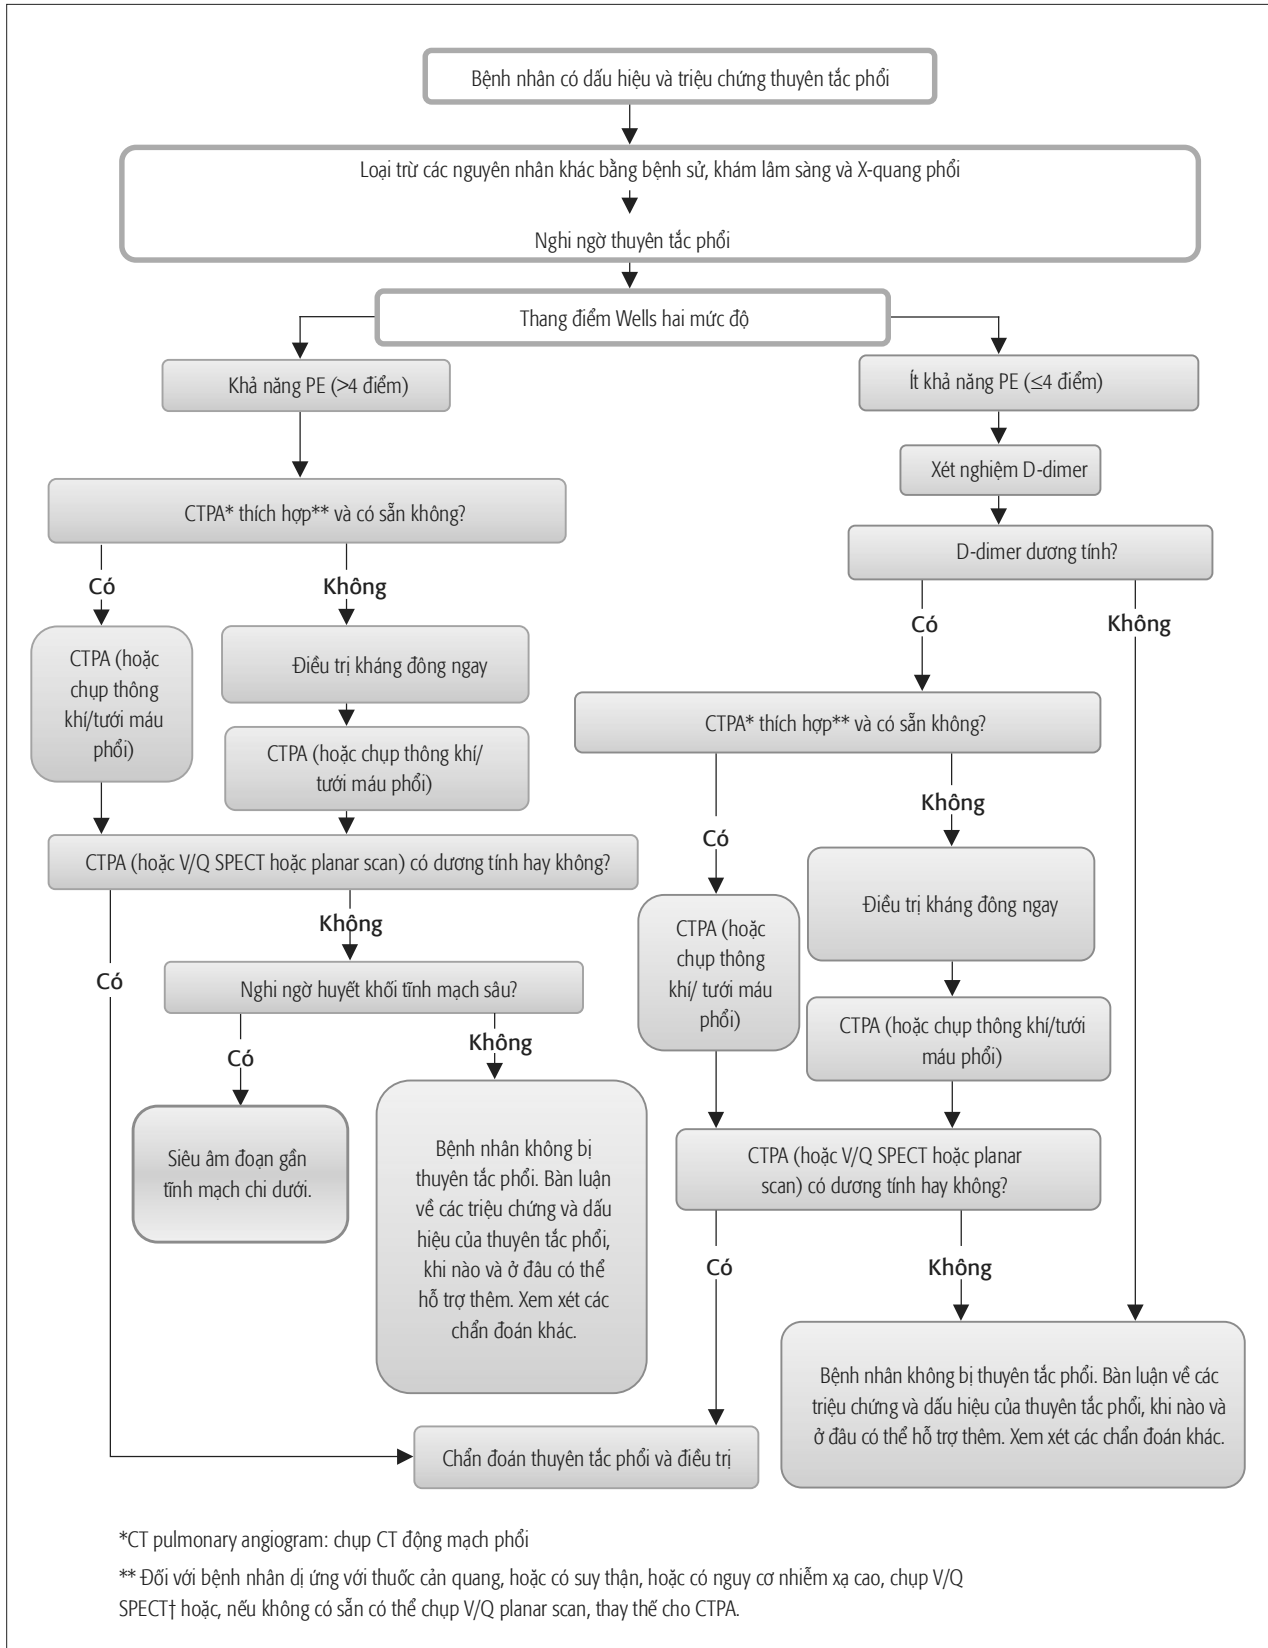 Bệnh nhân có dấu hiệu và triệu chứng thuyên tắc phổi
Loại trừ các nguyên nhân khác bằng bệnh sử, khám lâm sàng và X-quang phổi
Nghi ngờ thuyên tắc phổi
Thang điểm Wells hai mức độ
Khả năng PE (>4 điểm)
Ít khả năng PE (≤4 điểm)
Xét nghiệm D-dimer
CTPA* thích hợp** và có sẵn không?
D-dimer dương tính?
Có
Không
Có
Không
CTPA (hoặc
chụp thông
khí/tưới máu
phổi)
Điều trị kháng đông ngay
CTPA (hoặc chụp thông khí/
tưới máu phổi)
CTPA* thích hợp** và có sẵn không?
Có
Không
CTPA (hoặc V/Q SPECT hoặc planar scan) có dương tính hay không?
Có
Không
CTPA (hoặc
chụp thông
khí/ tưới máu
phổi)
Điều trị kháng đông ngay
CTPA (hoặc chụp thông khí/tưới
máu phổi)
Nghi ngờ huyết khối tĩnh mạch sâu?
Có
Không
Siêu âm đoạn gần
tĩnh mạch chi dưới.
Bệnh nhân không bị
thuyên tắc phổi. Bàn luận
về các triệu chứng và dấu
hiệu của thuyên tắc phổi,
khi nào và ở đâu có thể
hỗ trợ thêm. Xem xét các
chẩn đoán khác.
CTPA (hoặc V/Q SPECT hoặc planar
scan) có dương tính hay không?
Có
Không
Bệnh nhân không bị thuyên tắc phổi. Bàn luận về các
triệu chứng và dấu hiệu của thuyên tắc phổi, khi nào và
ở đâu có thể hỗ trợ thêm. Xem xét các chẩn đoán khác.
Chẩn đoán thuyên tắc phổi và điều trị
*CT pulmonary angiogram: chụp CT động mạch phổi
** Đối với bệnh nhân dị ứng với thuốc cản quang, hoặc có suy thận, hoặc có nguy cơ nhiễm xạ cao, chụp V/Q
SPECT† hoặc, nếu không có sẵn có thể chụp V/Q planar scan, thay thế cho CTPA.